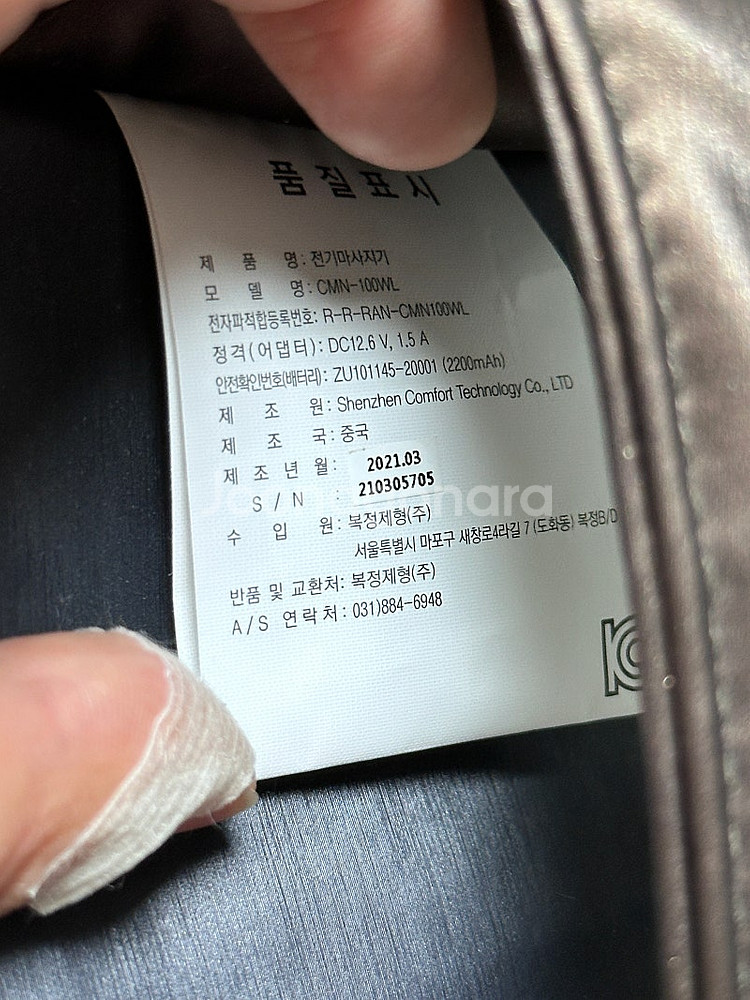 품질표시
제 품 명 : 전기마사지기
모 델 명 : CMN-100WL
전자파적합등록번호: R-R-RAN-CMN100WL
정격(어댑터) : DC12.6 V, 1.5 A
안전확인번호(배터리) : ZU101145-20001 (2200mAh)
제 조 원 : Shenzhen Comfort Technology Co., LTD
제 조 국 : 중국
제 조 년 월 : 2021.03
S / N : 210305705
수 입 원 : 복정제형(주)
서울특별시 마포구 새창로4라길 7 (도화동) 복정B/D
반품 및 교환처: 복정제형(주)
A/S 연락처 : 031)884-6948